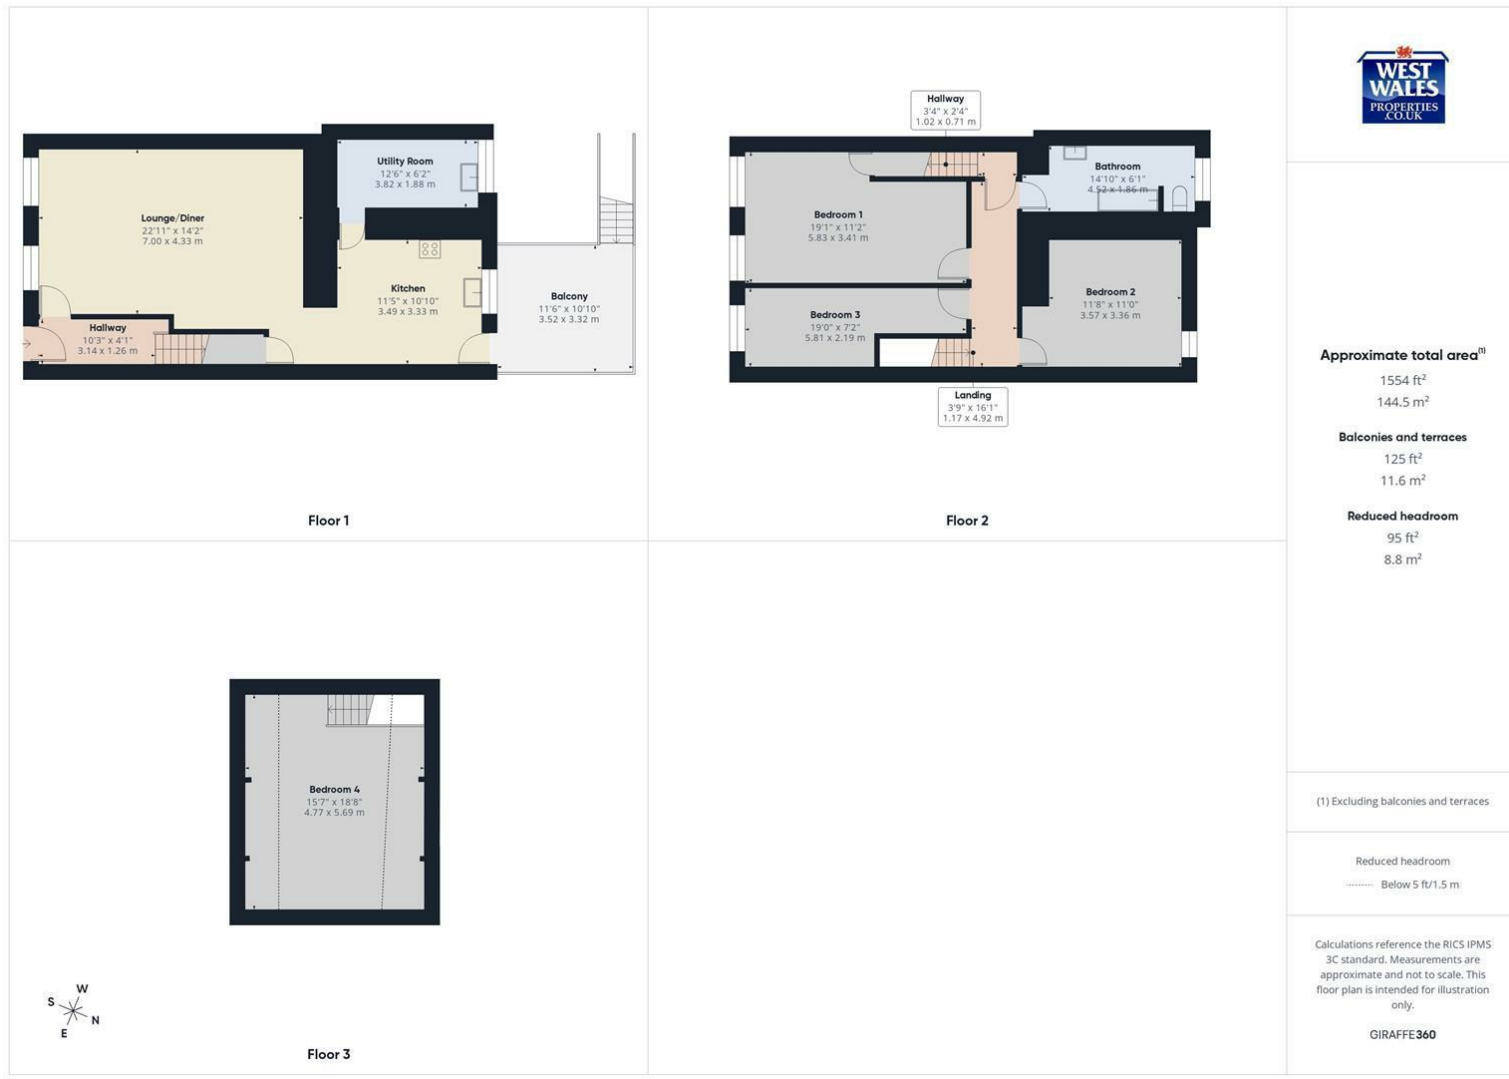 Utility Room
12'6" x 6'2"
3.82 x 1.88 m
Lounge/Diner
22'11" x 14'2"
7.00 x 4.33 m
Kitchen
11'5" x 10'10"
3.49 x 3.33 m
Balcony
11'6" x 10'10"
3.52 x 3.32 m
Hallway
10'3" x 4'1"
3.14 x 1.26 m
Floor 1
Hallway
3'4" x 2'4"
1.02 x 0.71 m
Bathroom
14'10" x 6'1"
4.52 x 1.86 m
Bedroom 1
19'1" x 11'2"
5.83 x 3.41 m
Bedroom 2
11'8" x 11'0"
3.57 x 3.36 m
Bedroom 3
19'0" x 7'2"
5.81 x 2.19 m
Landing
3'9" x 16'1"
1.17 x 4.92 m
Floor 2
Bedroom 4
15'7" x 18'8"
4.77 x 5.69 m
W
S
N
E
Floor 3
WEST
WALES
PROPERTIES
.CO.UK
Approximate total area(1)
1554 ft²
144.5 m²
Balconies and terraces
125 ft²
11.6 m²
Reduced headroom
95 ft²
8.8 m²
(1) Excluding balconies and terraces
Reduced headroom
Below 5 ft/1.5 m
Calculations reference the RICS IPMS
3C standard. Measurements are
approximate and not to scale. This
floor plan is intended for illustration
only.
GIRAFFE360